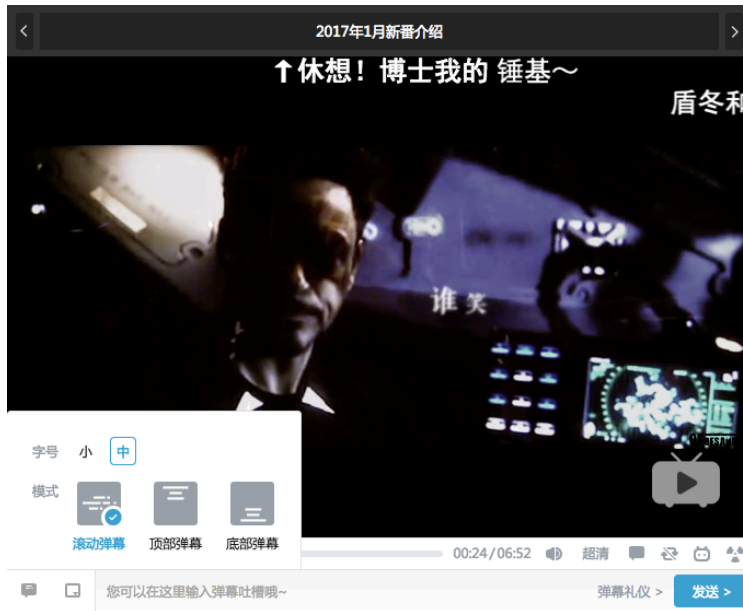 2017年1月新番介绍
↑休想！博士我的 锤基～
盾冬和
谁 笑
字号 小 中
模式
滚动弹幕 顶部弹幕 底部弹幕
00:24/06:52 超清
您可以在这里输入弹幕吐槽哦~ 弹幕礼仪 > 发送 >